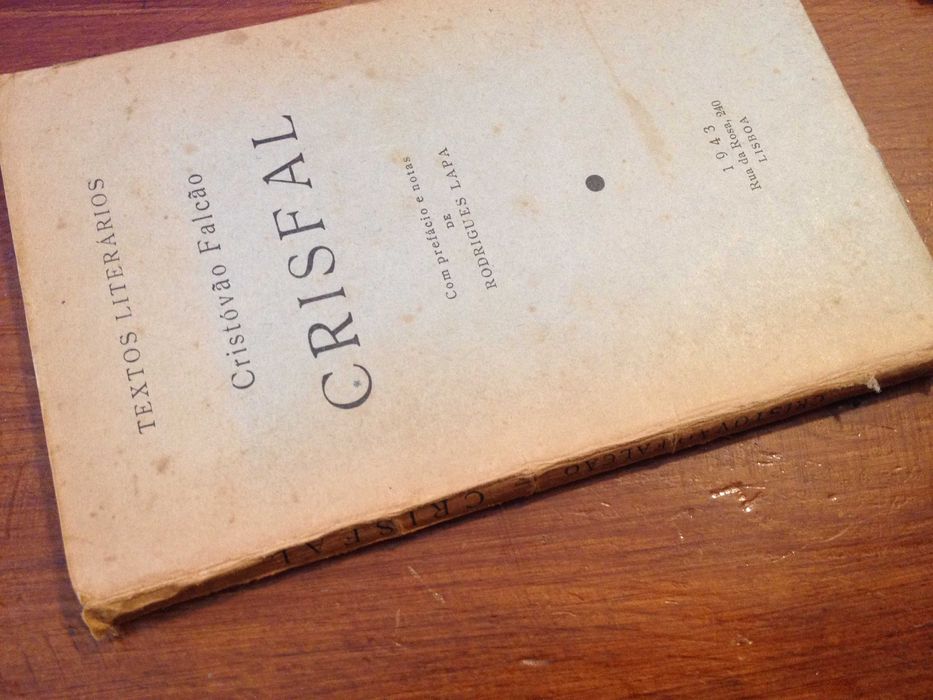 TEXTOS LITERÁRIOS
Cristóvão Falcão
CRISFAL
Com prefácio e notas
DE
RODRIGUES LAPA
1943
Rua da Rosa, 240
LISBOA
CRISTÓVÃO FALCÃO
CRISFAL